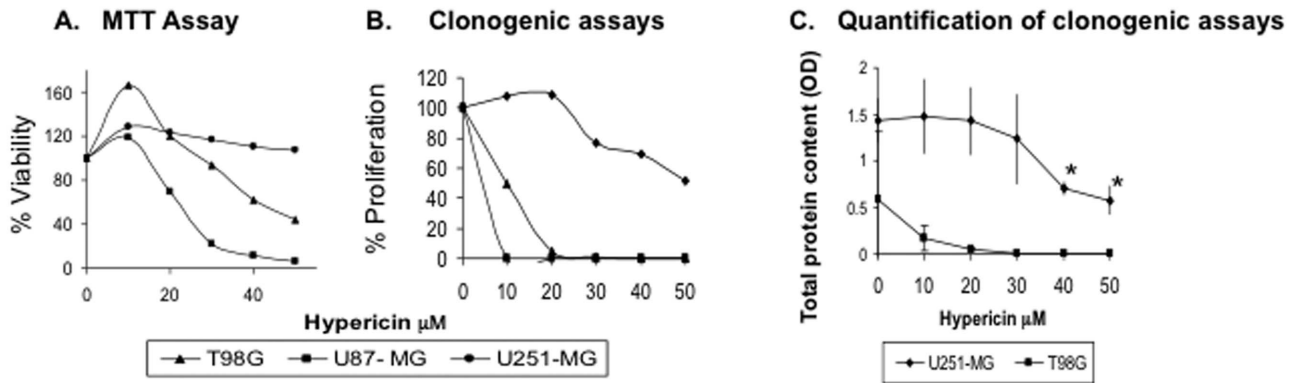 A. MTT Assay
% Viability
160
120
80
40
0
0 20 40
B. Clonogenic assays
% Proliferation
120
100
80
60
40
20
0
0 10 20 30 40 50
Hypericin μM
T98G U87- MG U251-MG
C. Quantification of clonogenic assays
Total protein content (OD)
2
1.5
1
0.5
0
* *
0 10 20 30 40 50
Hypericin μM
U251-MG T98G